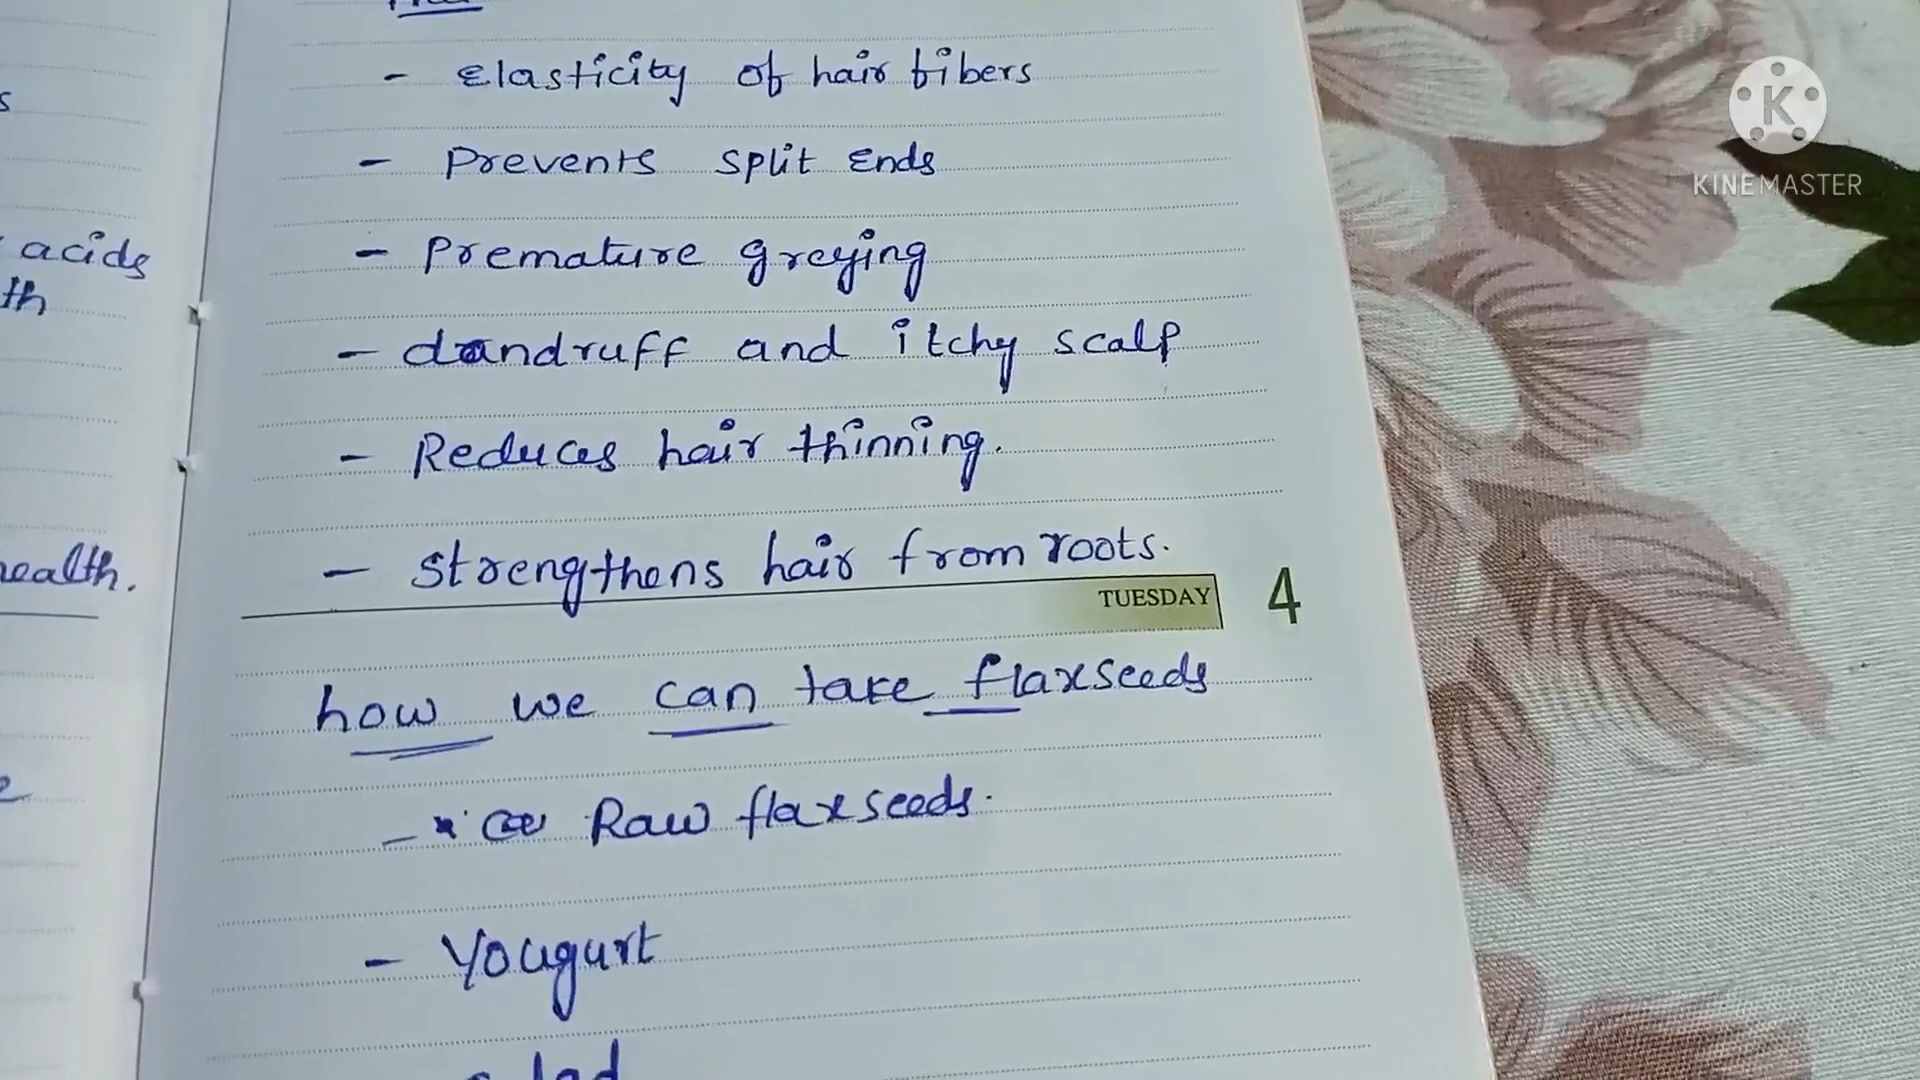 s
acids
th
health.
- Elasticity of hair fibers
- Prevents split Ends
- Premature greying
- dandruff and itchy scalp
- Reduces hair thinning.
- Strengthens hair from roots.
TUESDAY 4
how we can take flaxseeds
- Raw flaxseeds.
- Yougurt
KINEMASTER